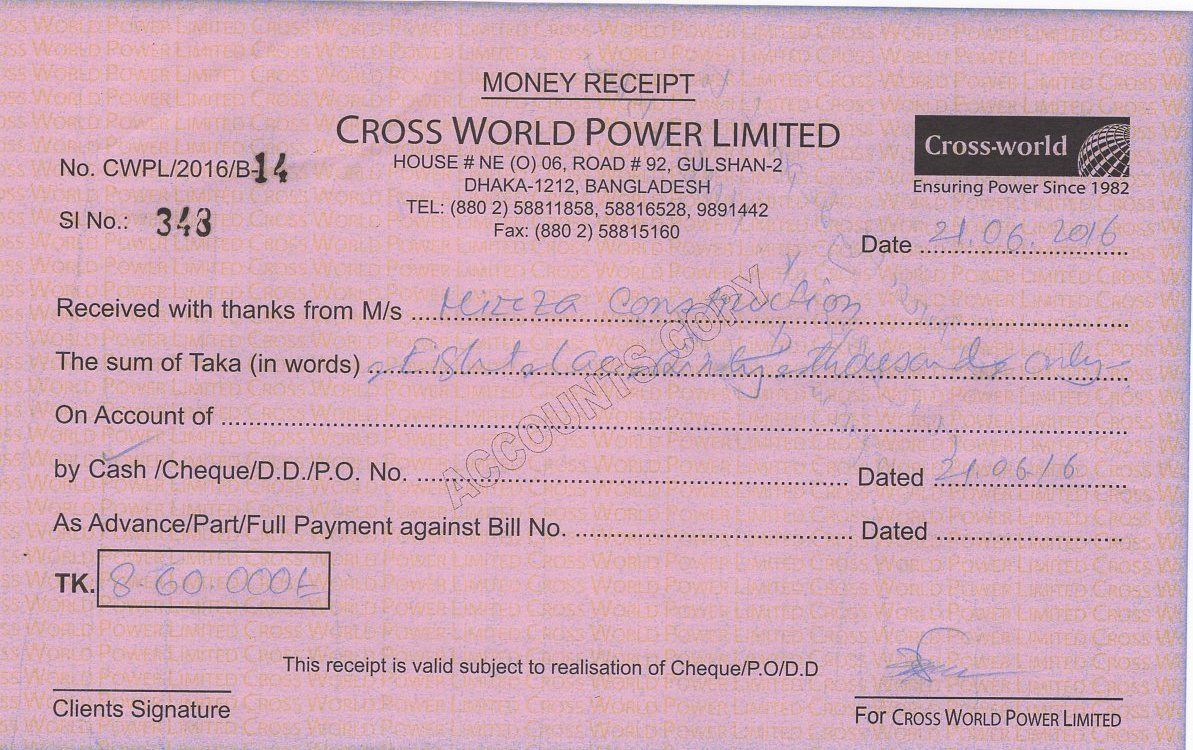 MONEY RECEIPT
CROSS WORLD POWER LIMITED
HOUSE # NE (O) 06, ROAD # 92, GULSHAN-2
DHAKA-1212, BANGLADESH
TEL: (880 2) 58811858, 58816528, 9891442
Fax: (880 2) 58815160
Cross-world
Ensuring Power Since 1982
No. CWPL/2016/B-14
Sl No.: 343
Date 21.06.2016
Received with thanks from M/s Mirza Construction
The sum of Taka (in words) Eight Lac sixty thousands only-
On Account of
by Cash /Cheque/D.D./P.O. No. Dated 21.06/16
As Advance/Part/Full Payment against Bill No. Dated
TK. 8-60-000/=
ACCOUNTS COPY
This receipt is valid subject to realisation of Cheque/P.O/D.D
Clients Signature
For CROSS WORLD POWER LIMITED